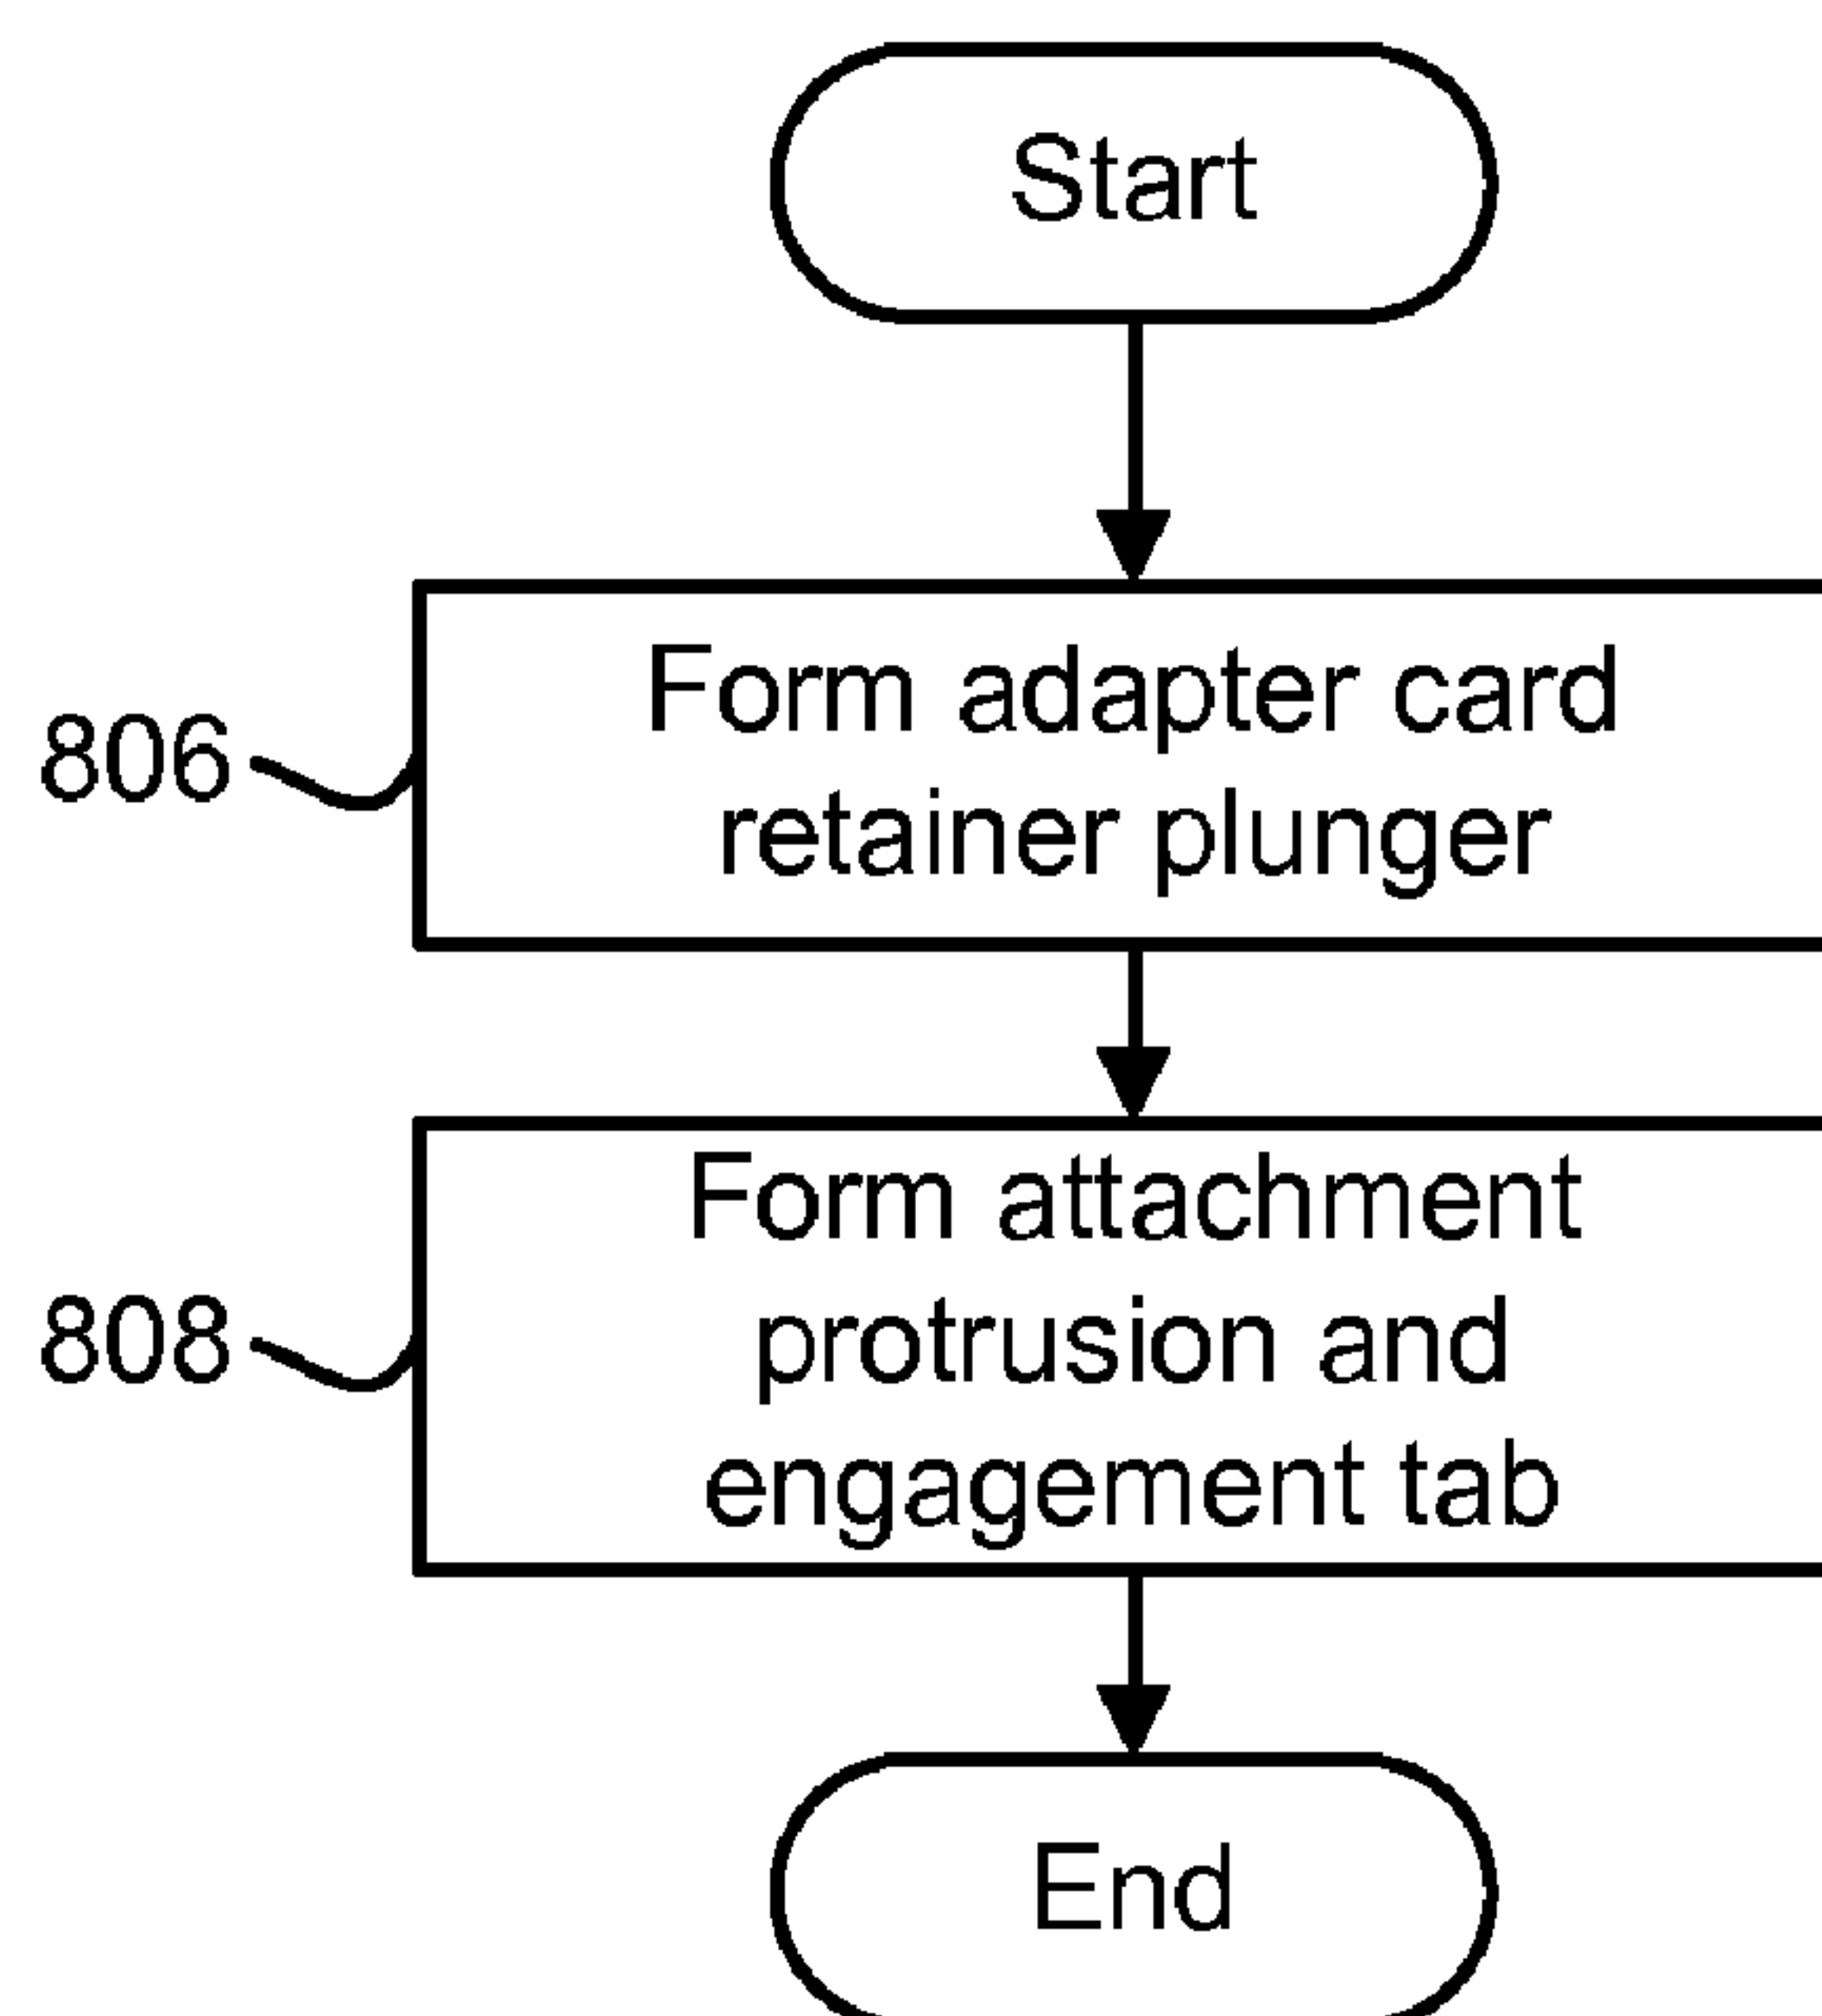 Start
806
Form adapter card
retainer plunger
808
Form attachment
protrusion and
engagement tab
End